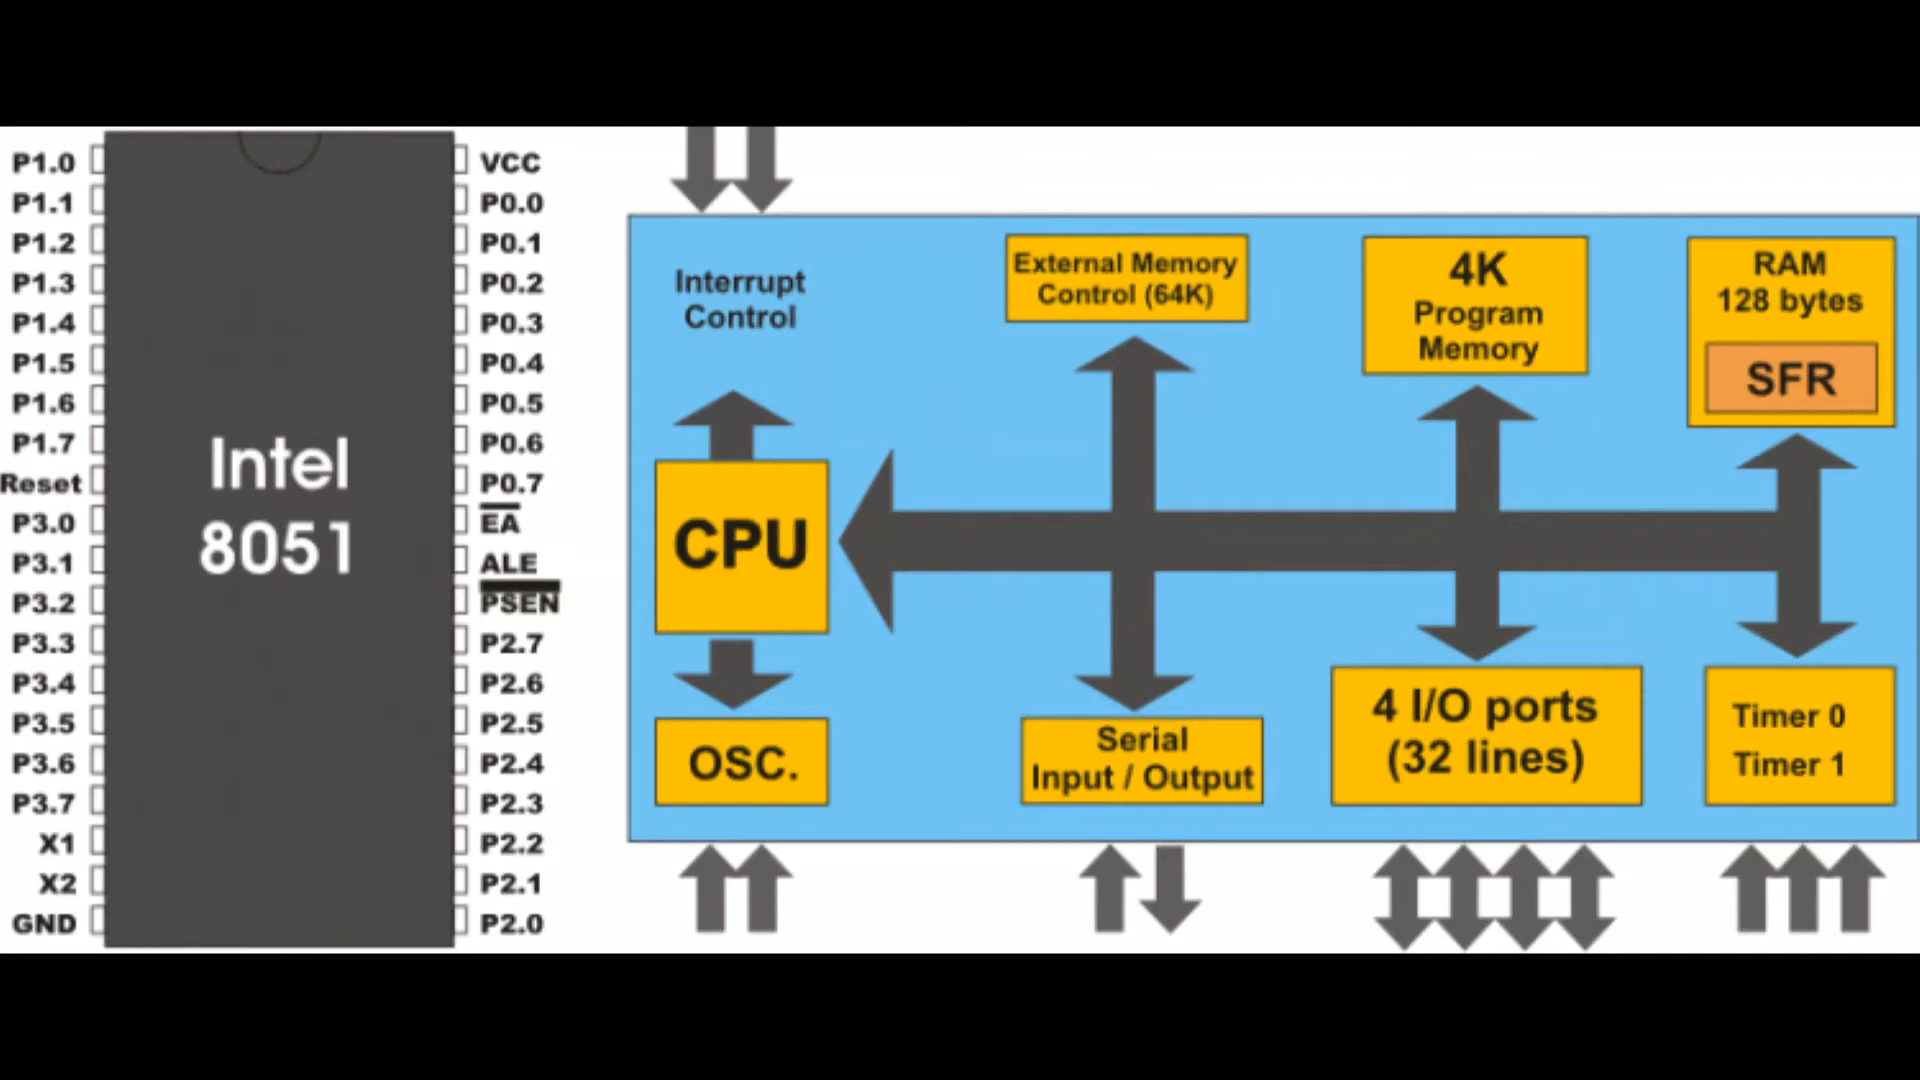 P1.0
P1.1
P1.2
P1.3
P1.4
P1.5
P1.6
P1.7
Reset
P3.0
P3.1
P3.2
P3.3
P3.4
P3.5
P3.6
P3.7
X1
X2
GND
Intel
8051
VCC
P0.0
P0.1
P0.2
P0.3
P0.4
P0.5
P0.6
P0.7
EA
ALE
PSEN
P2.7
P2.6
P2.5
P2.4
P2.3
P2.2
P2.1
P2.0
Interrupt
Control
External Memory
Control (64K)
4K
Program
Memory
RAM
128 bytes
SFR
CPU
OSC.
Serial
Input / Output
4 I/O ports
(32 lines)
Timer 0
Timer 1